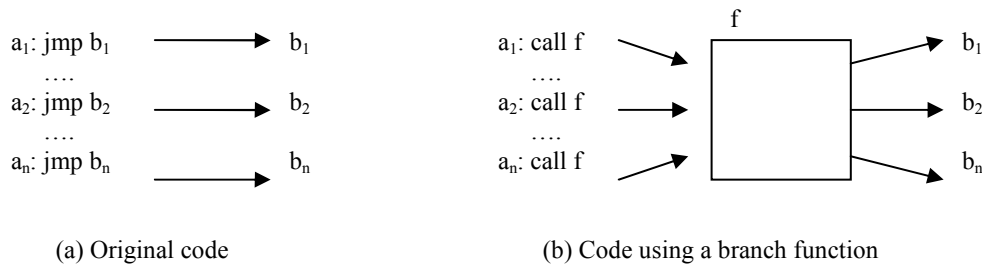 f
a₁: jmp b₁ b₁ a₁: call f b₁
…. ….
a₂: jmp b₂ b₂ a₂: call f b₂
…. ….
aₙ: jmp bₙ bₙ aₙ: call f bₙ
(a) Original code (b) Code using a branch function